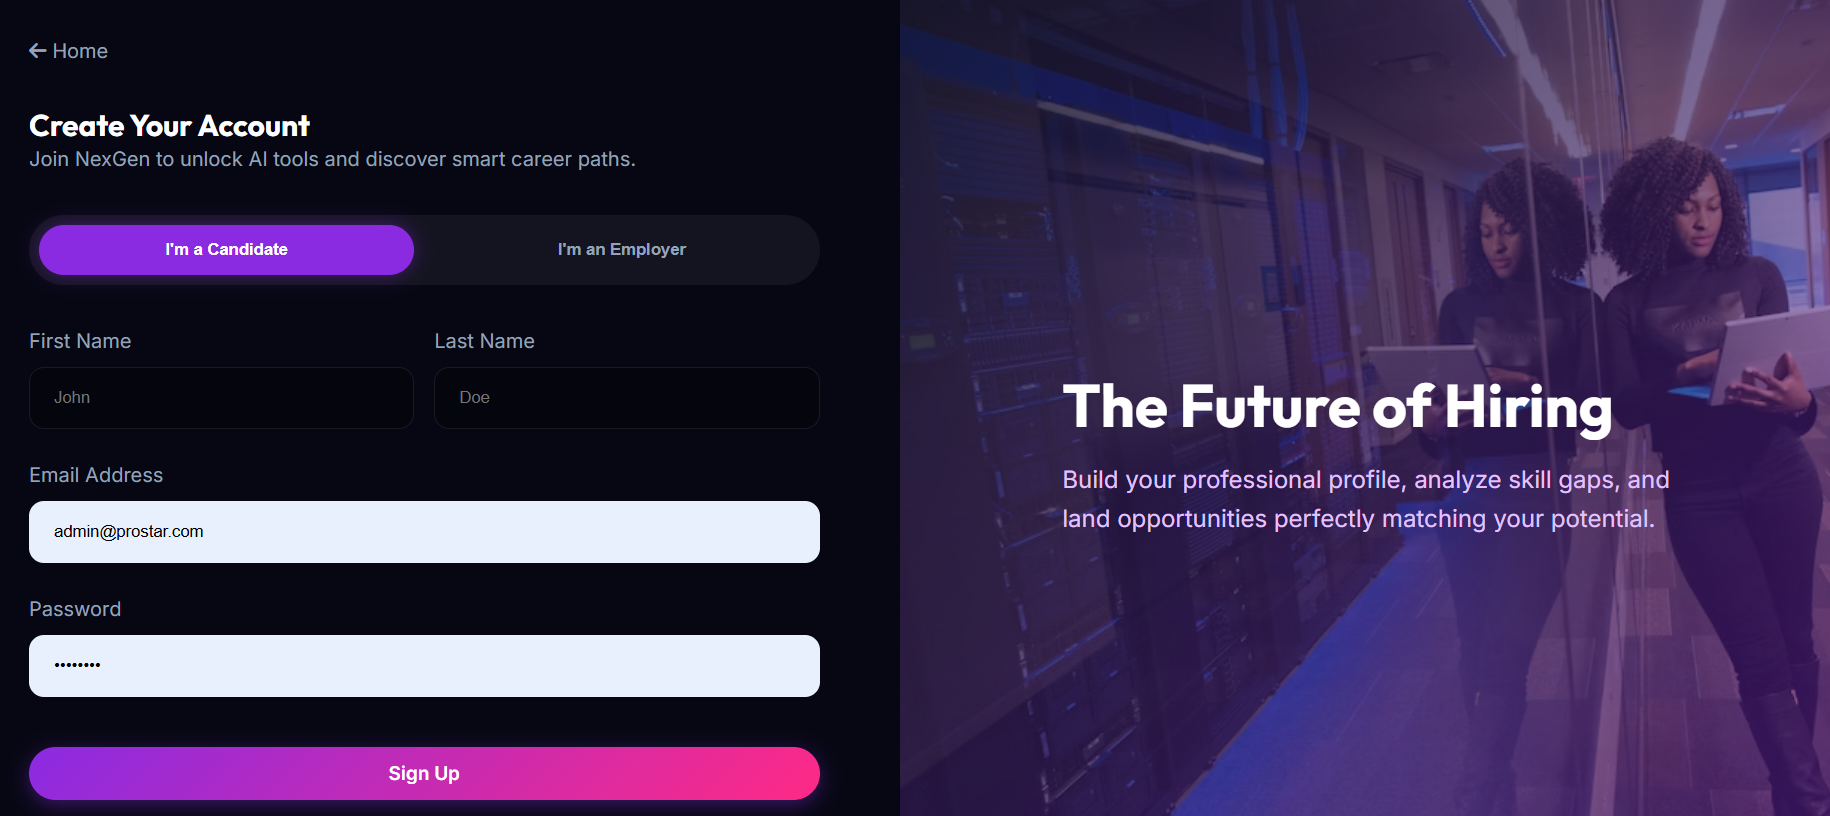 Home
Create Your Account
Join NexGen to unlock AI tools and discover smart career paths.
I'm a Candidate
I'm an Employer
First Name
Last Name
John
Doe
Email Address
admin@prostar.com
Password
••••••••
Sign Up
The Future of Hiring
Build your professional profile, analyze skill gaps, and
land opportunities perfectly matching your potential.